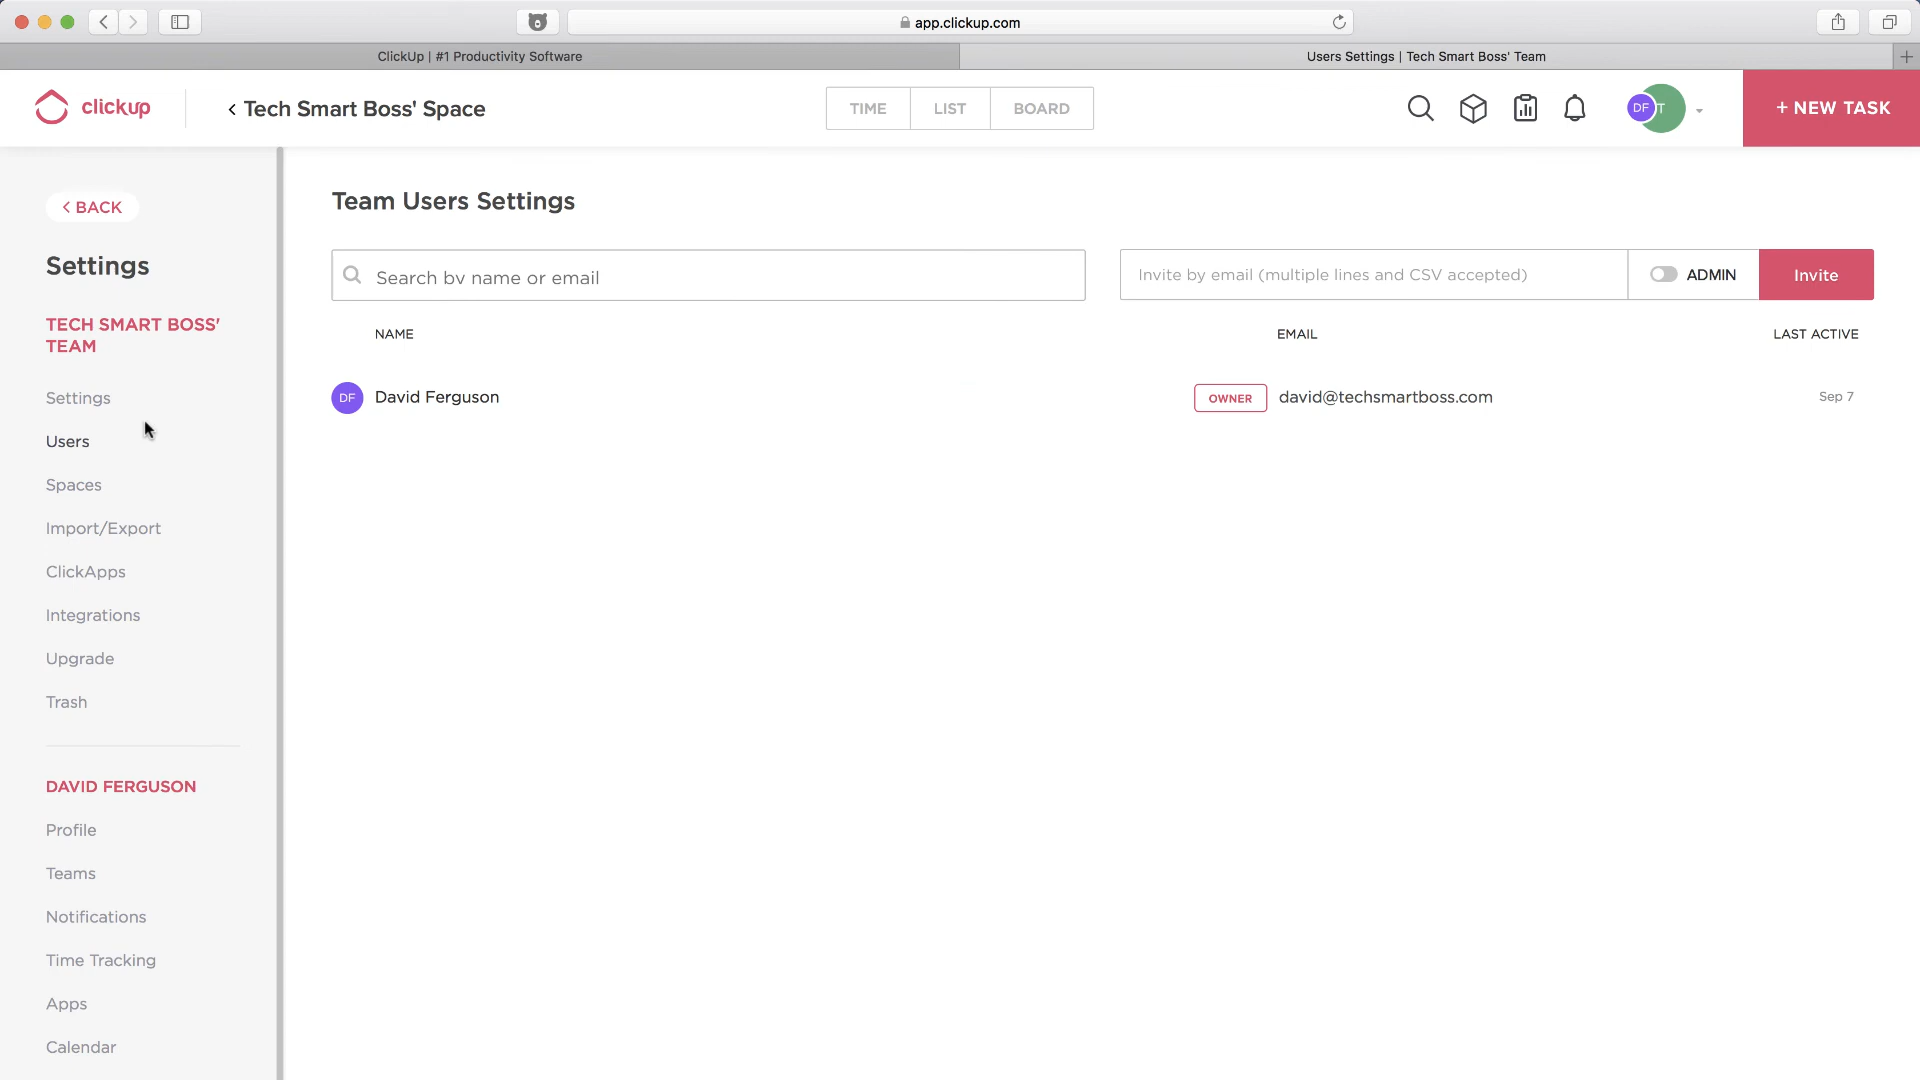 app.clickup.com
ClickUp | #1 Productivity Software
Users Settings | Tech Smart Boss' Team
clickup
Tech Smart Boss' Space
TIME
LIST
BOARD
DF
T
+ NEW TASK
BACK
Settings
TECH SMART BOSS'
TEAM
Settings
Users
Spaces
Import/Export
ClickApps
Integrations
Upgrade
Trash
DAVID FERGUSON
Profile
Teams
Notifications
Time Tracking
Apps
Calendar
Team Users Settings
Search by name or email
Invite by email (multiple lines and CSV accepted)
ADMIN
Invite
NAME
EMAIL
LAST ACTIVE
DF
David Ferguson
OWNER
david@techsmartboss.com
Sep 7